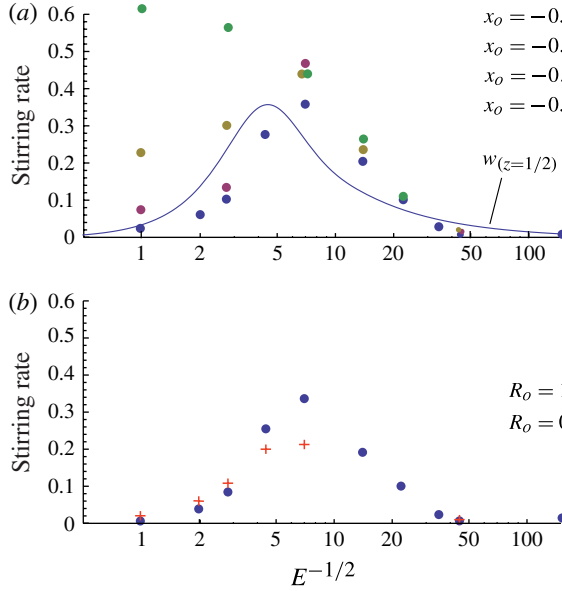 (a)
0.6
0.5
0.4
0.3
0.2
0.1
0
Stirring rate
x_o = −0.
x_o = −0.
x_o = −0.
x_o = −0.
w_(z=1/2)
1 2 5 10 20 50 100
(b)
0.6
0.5
0.4
0.3
0.2
0.1
0
Stirring rate
R_o = 1
R_o = 0
1 2 5 10 20 50 100
E^{−1/2}